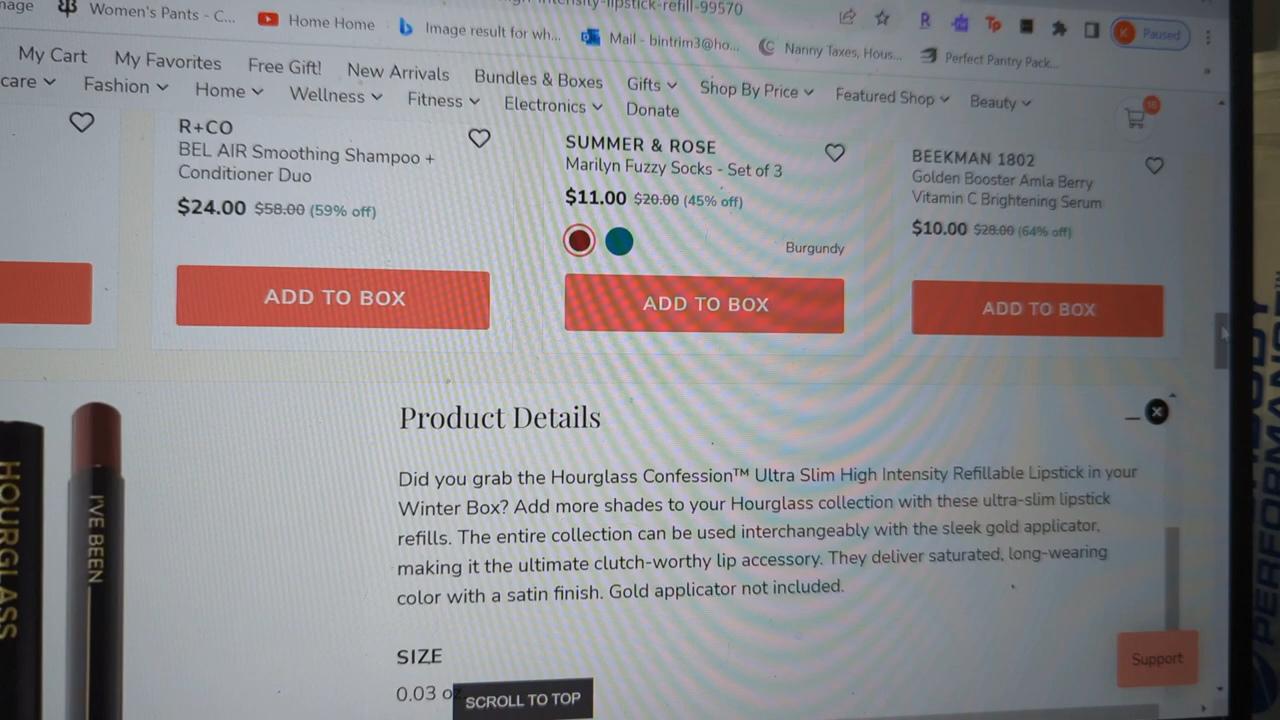 intensity-lipstick-refill-99570
Women's Pants - C...
Home Home
Image result for wh...
Mail - bintrim3@ho...
Nanny Taxes, Hous...
Perfect Pantry Pack...
R
Tp
K Paused
My Cart My Favorites Free Gift! New Arrivals Bundles & Boxes Gifts Shop By Price Featured Shop Beauty
care Fashion Home Wellness Fitness Electronics Donate
R+CO
BEL AIR Smoothing Shampoo +
Conditioner Duo
$24.00 $58.00 (59% off)
ADD TO BOX
SUMMER & ROSE
Marilyn Fuzzy Socks - Set of 3
$11.00 $20.00 (45% off)
Burgundy
ADD TO BOX
BEEKMAN 1802
Golden Booster Amla Berry
Vitamin C Brightening Serum
$10.00 $28.00 (64% off)
ADD TO BOX
HOURGLASS
I'VE BEEN
Product Details
Did you grab the Hourglass Confession™ Ultra Slim High Intensity Refillable Lipstick in your
Winter Box? Add more shades to your Hourglass collection with these ultra-slim lipstick
refills. The entire collection can be used interchangeably with the sleek gold applicator,
making it the ultimate clutch-worthy lip accessory. They deliver saturated, long-wearing
color with a satin finish. Gold applicator not included.
SIZE
0.03
SCROLL TO TOP
Support